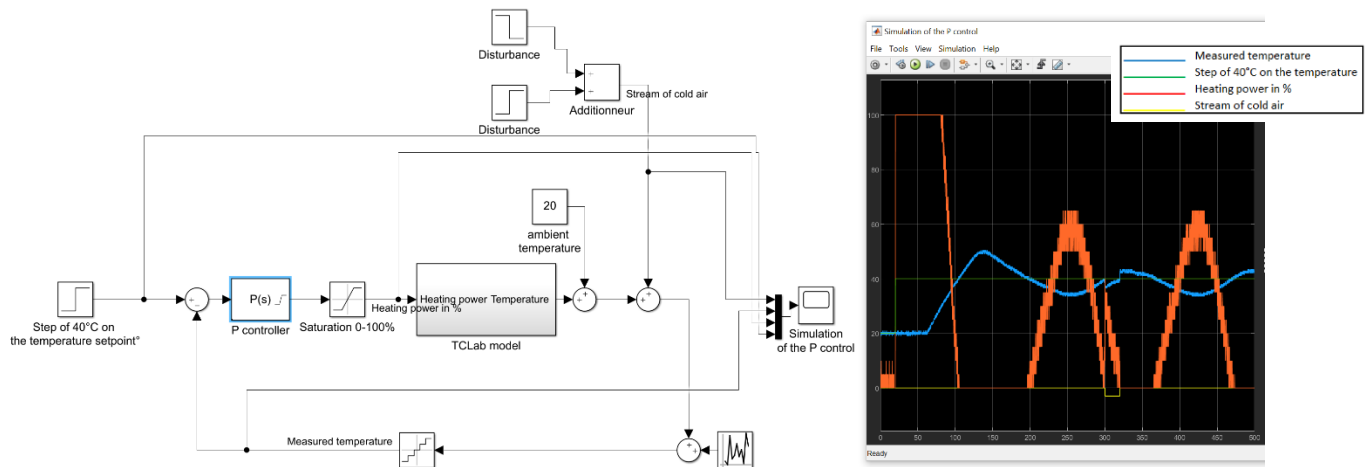 Disturbance
Disturbance
+
+
Additionneur
Stream of cold air
20
ambient
temperature
Step of 40°C on
the temperature setpoint°
+
−
P(s)
P controller
Saturation 0-100%
Heating power in %
Heating power Temperature
TCLab model
+
+
+
+
Simulation
of the P control
Measured temperature
+
+
Simulation of the P control
File Tools View Simulation Help
Measured temperature
Step of 40°C on the temperature
Heating power in %
Stream of cold air
100
80
60
40
20
0
0 50 100 150 200 250 300 350 400 450 500
Ready